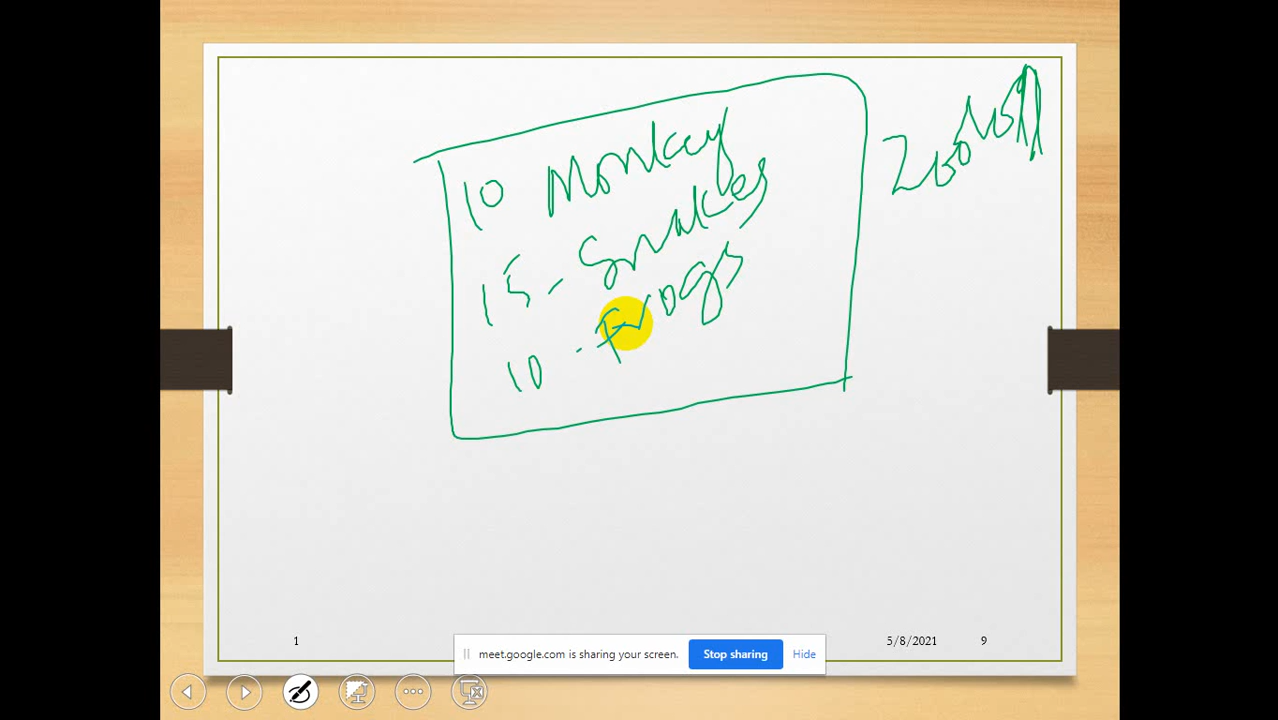 10 Monkey
15 - Snakes
10 - Frogs
1
5/8/2021
9
meet.google.com is sharing your screen.
Stop sharing
Hide